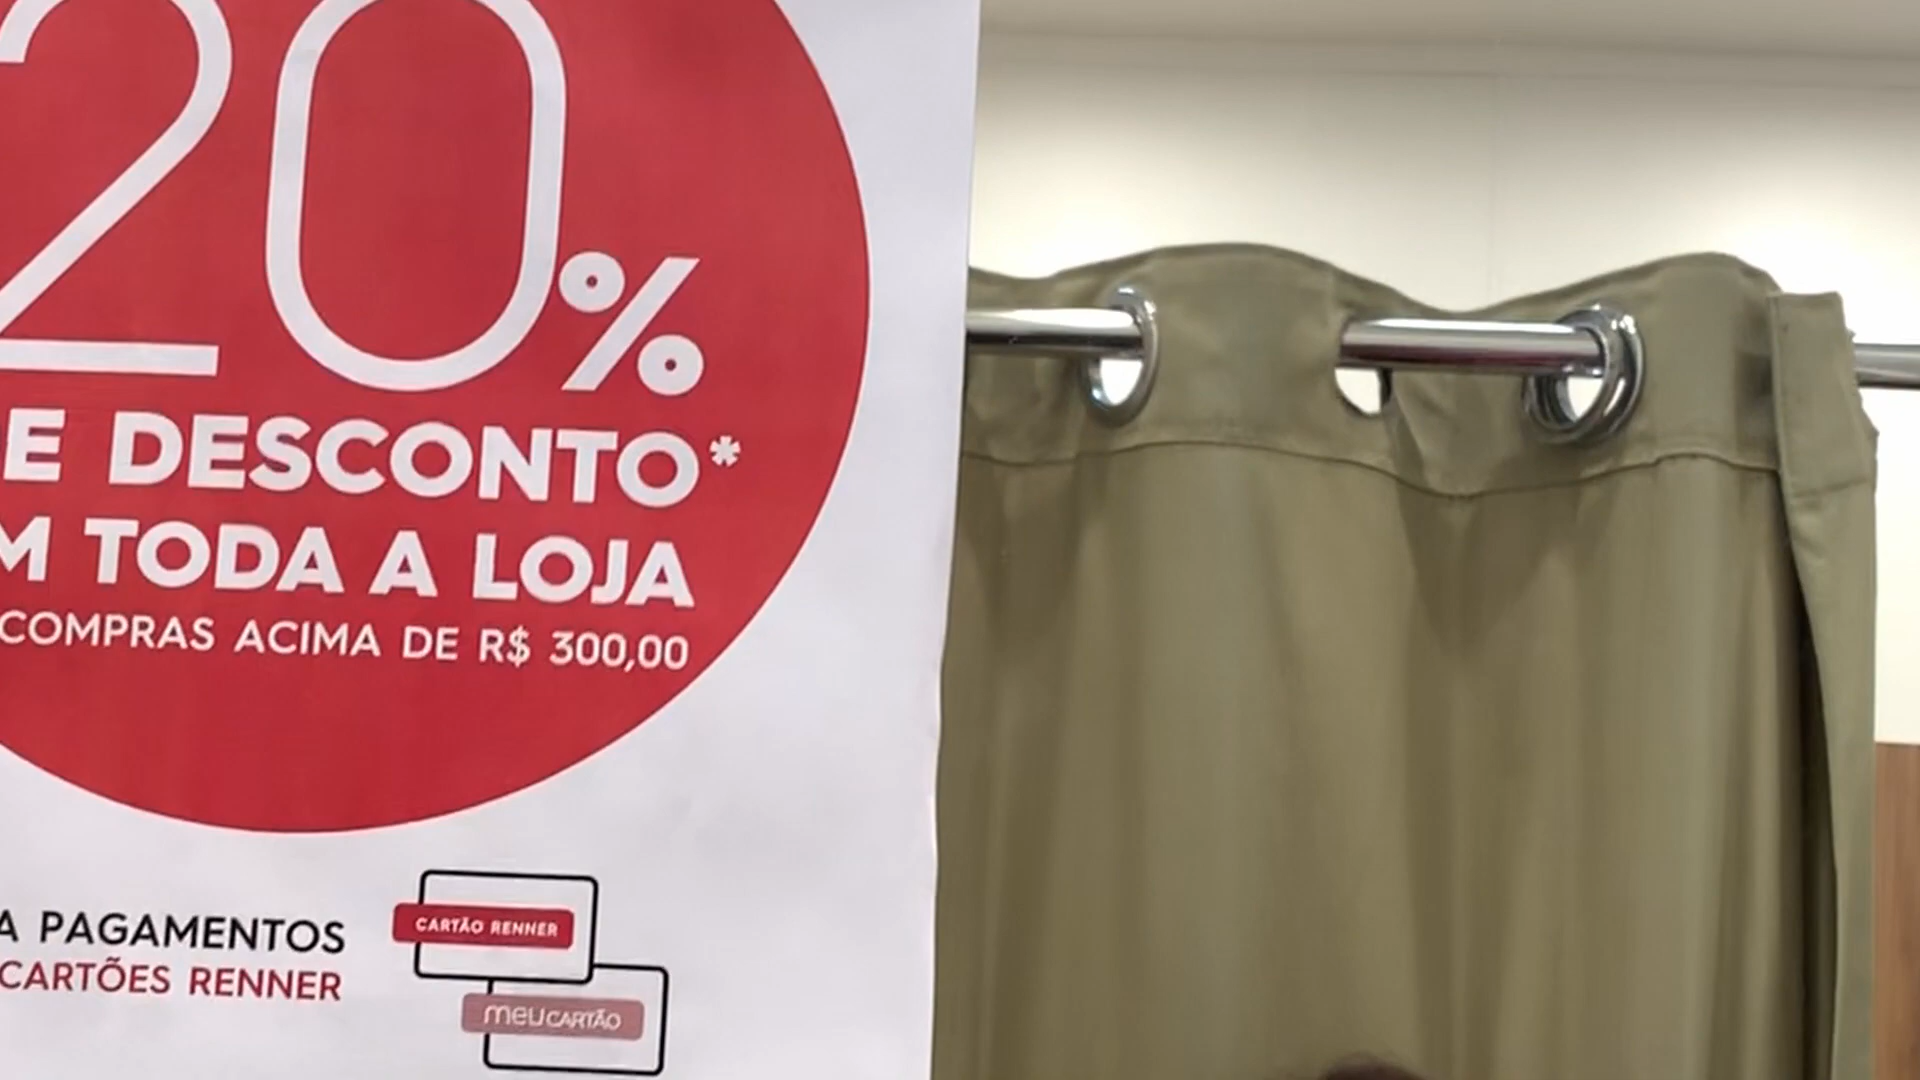 20%
E DESCONTO*
M TODA A LOJA
COMPRAS ACIMA DE R$ 300,00
A PAGAMENTOS
CARTÕES RENNER
CARTÃO RENNER
meu CARTÃO